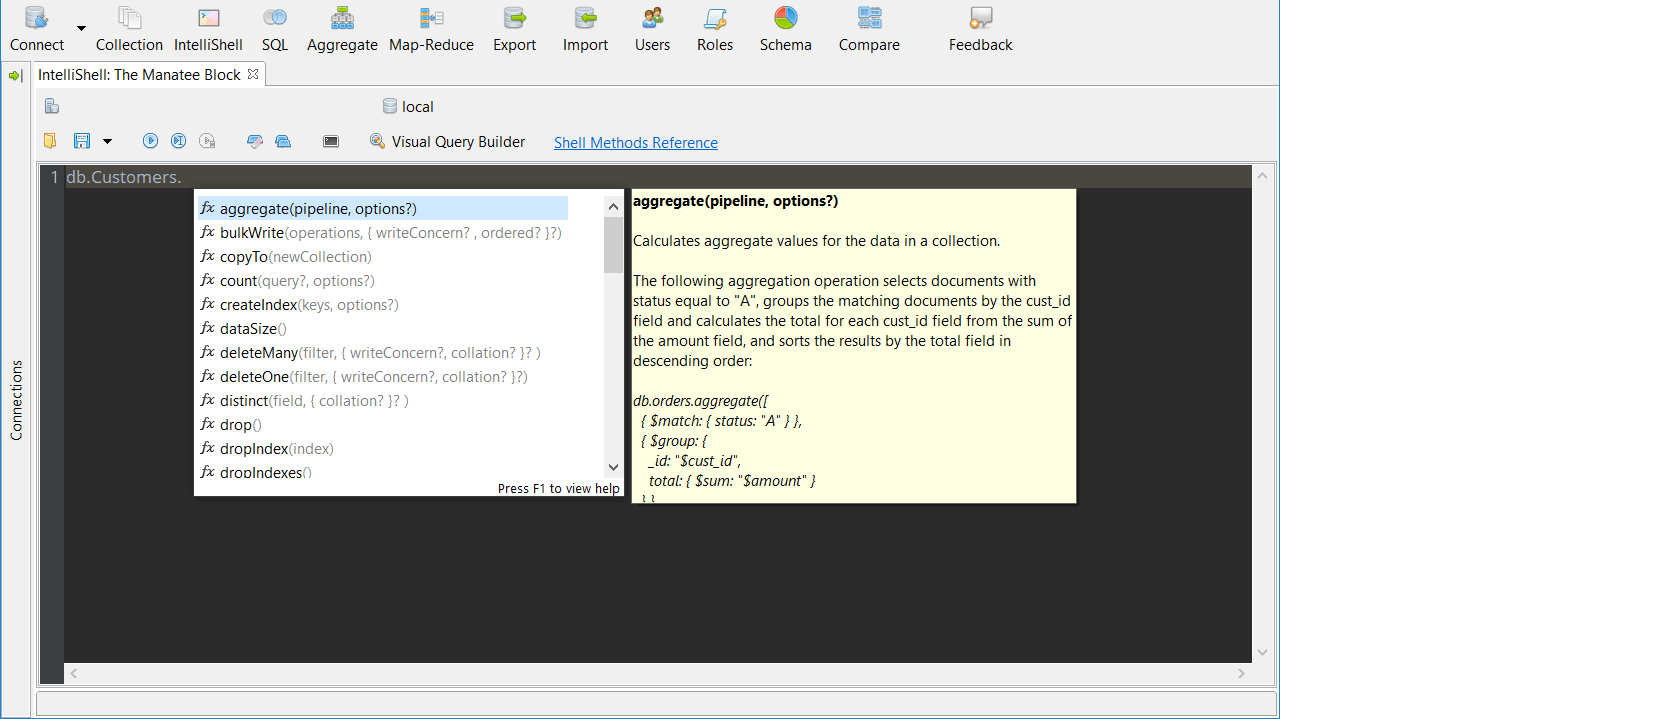 Connect
Collection
IntelliShell
SQL
Aggregate
Map-Reduce
Export
Import
Users
Roles
Schema
Compare
Feedback
IntelliShell: The Manatee Block
local
Visual Query Builder
Shell Methods Reference
Connections
1 db.Customers.
fx aggregate(pipeline, options?)
fx bulkWrite(operations, { writeConcern? , ordered? }?)
fx copyTo(newCollection)
fx count(query?, options?)
fx createIndex(keys, options?)
fx dataSize()
fx deleteMany(filter, { writeConcern?, collation? }? )
fx deleteOne(filter, { writeConcern?, collation? }?)
fx distinct(field, { collation? }? )
fx drop()
fx dropIndex(index)
fx dropIndexes()
Press F1 to view help
aggregate(pipeline, options?)
Calculates aggregate values for the data in a collection.
The following aggregation operation selects documents with
status equal to "A", groups the matching documents by the cust_id
field and calculates the total for each cust_id field from the sum of
the amount field, and sorts the results by the total field in
descending order:
db.orders.aggregate([
{ $match: { status: "A" } },
{ $group: {
_id: "$cust_id",
total: { $sum: "$amount" }
} }